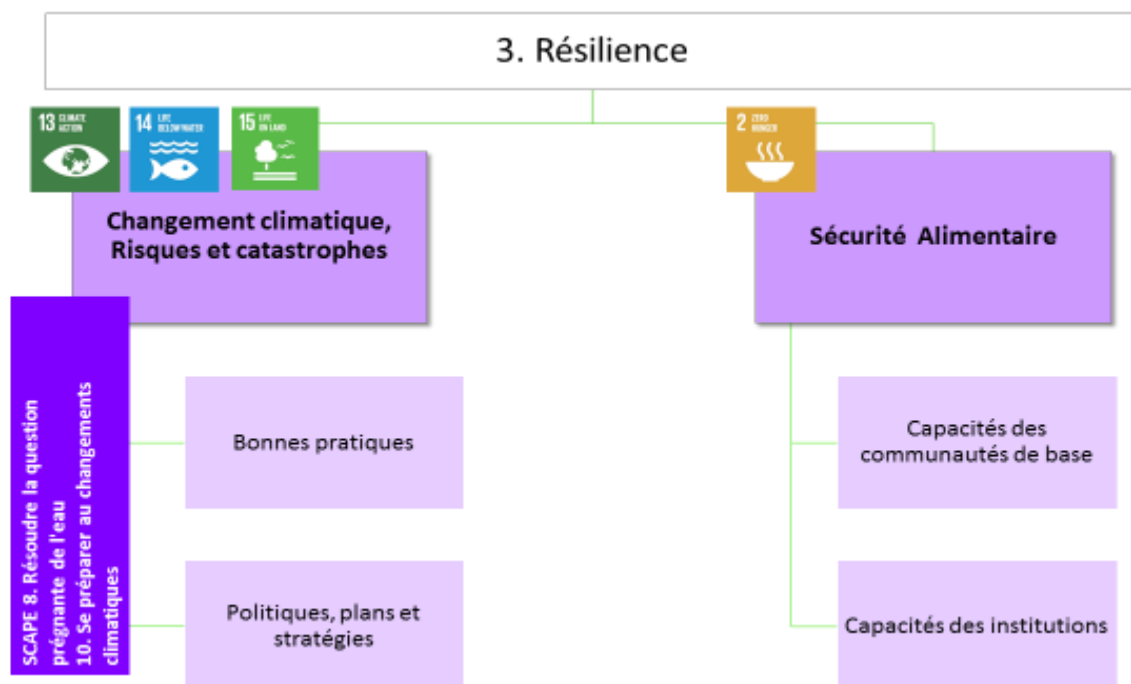 3. Résilience
13 CLIMATE
ACTION
14 LIFE
BELOW WATER
15 LIFE
ON LAND
2 ZERO
HUNGER
Changement climatique,
Risques et catastrophes
Sécurité Alimentaire
SCAPE 8. Résoudre la question
prégnante de l'eau
10. Se préparer au changements
climatiques
Bonnes pratiques
Capacités des
communautés de base
Politiques, plans et
stratégies
Capacités des institutions